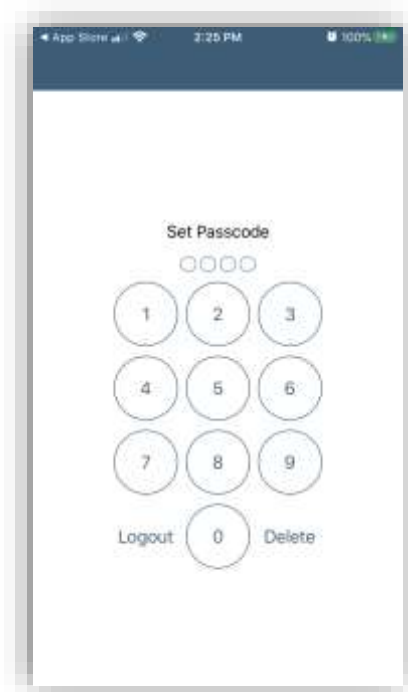 ◀ App Store 2:25 PM 100%
Set Passcode
1 2 3
4 5 6
7 8 9
Logout 0 Delete